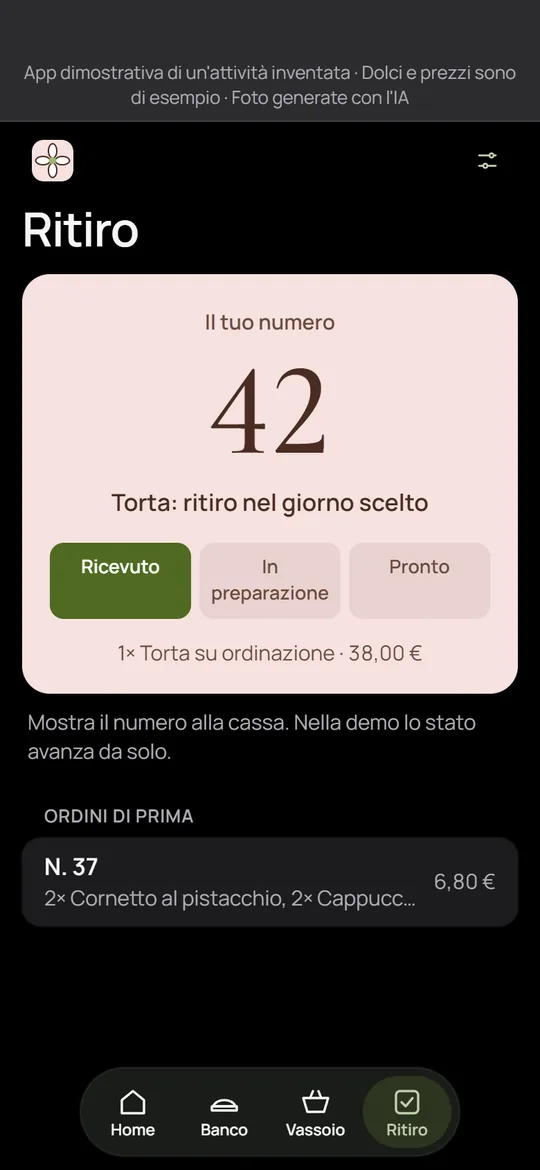 App dimostrativa di un'attività inventata · Dolci e prezzi sono
di esempio · Foto generate con l'IA
Ritiro
Il tuo numero
42
Torta: ritiro nel giorno scelto
Ricevuto
In
preparazione
Pronto
1× Torta su ordinazione · 38,00 €
Mostra il numero alla cassa. Nella demo lo stato
avanza da solo.
ORDINI DI PRIMA
N. 37
2× Cornetto al pistacchio, 2× Cappucc...
6,80 €
Home
Banco
Vassoio
Ritiro